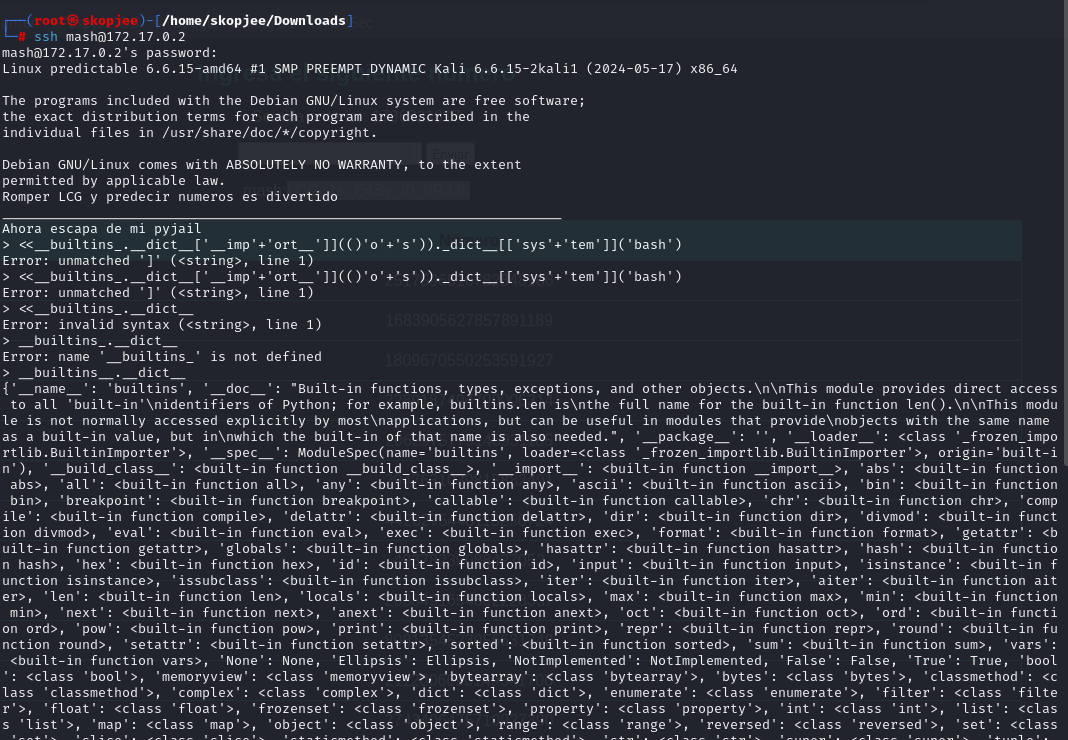 ┌──(root㉿skopjee)-[/home/skopjee/Downloads]
└─# ssh mash@172.17.0.2
mash@172.17.0.2's password:
Linux predictable 6.6.15-amd64 #1 SMP PREEMPT_DYNAMIC Kali 6.6.15-2kali1 (2024-05-17) x86_64
The programs included with the Debian GNU/Linux system are free software;
the exact distribution terms for each program are described in the
individual files in /usr/share/doc/*/copyright.
Enviar
Debian GNU/Linux comes with ABSOLUTELY NO WARRANTY, to the extent
permitted by applicable law.
Romper LCG y predecir numeros es divertido
Ahora escapa de mi pyjail
> <<__builtins_.__dict__['__imp'+'ort__']](()'o'+'s'))._dict__[['sys'+'tem']]('bash')
Error: unmatched ']' (<string>, line 1)
> <<__builtins_.__dict__['__imp'+'ort__']](()'o'+'s'))._dict__[['sys'+'tem']]('bash')
Error: unmatched ']' (<string>, line 1)
> <<__builtins_.__dict__
Error: invalid syntax (<string>, line 1)
1683905627857891189
> __builtins_.__dict__
Error: name '__builtins_' is not defined
1809670550253591927
> __builtins__.__dict__
{'__name__': 'builtins', '__doc__': "Built-in functions, types, exceptions, and other objects.\n\nThis module provides direct access
 to all 'built-in'\nidentifiers of Python; for example, builtins.len is\nthe full name for the built-in function len().\n\nThis modu
le is not normally accessed explicitly by most\napplications, but can be useful in modules that provide\nobjects with the same name
as a built-in value, but in\nwhich the built-in of that name is also needed.", '__package__': '', '__loader__': <class '_frozen_impo
rtlib.BuiltinImporter'>, '__spec__': ModuleSpec(name='builtins', loader=<class '_frozen_importlib.BuiltinImporter'>, origin='built-i
n'), '__build_class__': <built-in function __build_class__>, '__import__': <built-in function __import__>, 'abs': <built-in function
 abs>, 'all': <built-in function all>, 'any': <built-in function any>, 'ascii': <built-in function ascii>, 'bin': <built-in function
bin>, 'breakpoint': <built-in function breakpoint>, 'callable': <built-in function callable>, 'chr': <built-in function chr>, 'comp
ile': <built-in function compile>, 'delattr': <built-in function delattr>, 'dir': <built-in function dir>, 'divmod': <built-in funct
ion divmod>, 'eval': <built-in function eval>, 'exec': <built-in function exec>, 'format': <built-in function format>, 'getattr': <b
uilt-in function getattr>, 'globals': <built-in function globals>, 'hasattr': <built-in function hasattr>, 'hash': <built-in functio
n hash>, 'hex': <built-in function hex>, 'id': <built-in function id>, 'input': <built-in function input>, 'isinstance': <built-in f
unction isinstance>, 'issubclass': <built-in function issubclass>, 'iter': <built-in function iter>, 'aiter': <built-in function ait
er>, 'len': <built-in function len>, 'locals': <built-in function locals>, 'max': <built-in function max>, 'min': <built-in function
 min>, 'next': <built-in function next>, 'anext': <built-in function anext>, 'oct': <built-in function oct>, 'ord': <built-in functi
on ord>, 'pow': <built-in function pow>, 'print': <built-in function print>, 'repr': <built-in function repr>, 'round': <built-in fu
nction round>, 'setattr': <built-in function setattr>, 'sorted': <built-in function sorted>, 'sum': <built-in function sum>, 'vars':
 <built-in function vars>, 'None': None, 'Ellipsis': Ellipsis, 'NotImplemented': NotImplemented, 'False': False, 'True': True, 'bool
': <class 'bool'>, 'memoryview': <class 'memoryview'>, 'bytearray': <class 'bytearray'>, 'bytes': <class 'bytes'>, 'classmethod': <c
lass 'classmethod'>, 'complex': <class 'complex'>, 'dict': <class 'dict'>, 'enumerate': <class 'enumerate'>, 'filter': <class 'filte
r'>, 'float': <class 'float'>, 'frozenset': <class 'frozenset'>, 'property': <class 'property'>, 'int': <class 'int'>, 'list': <clas
s 'list'>, 'map': <class 'map'>, 'object': <class 'object'>, 'range': <class 'range'>, 'reversed': <class 'reversed'>, 'set': <class